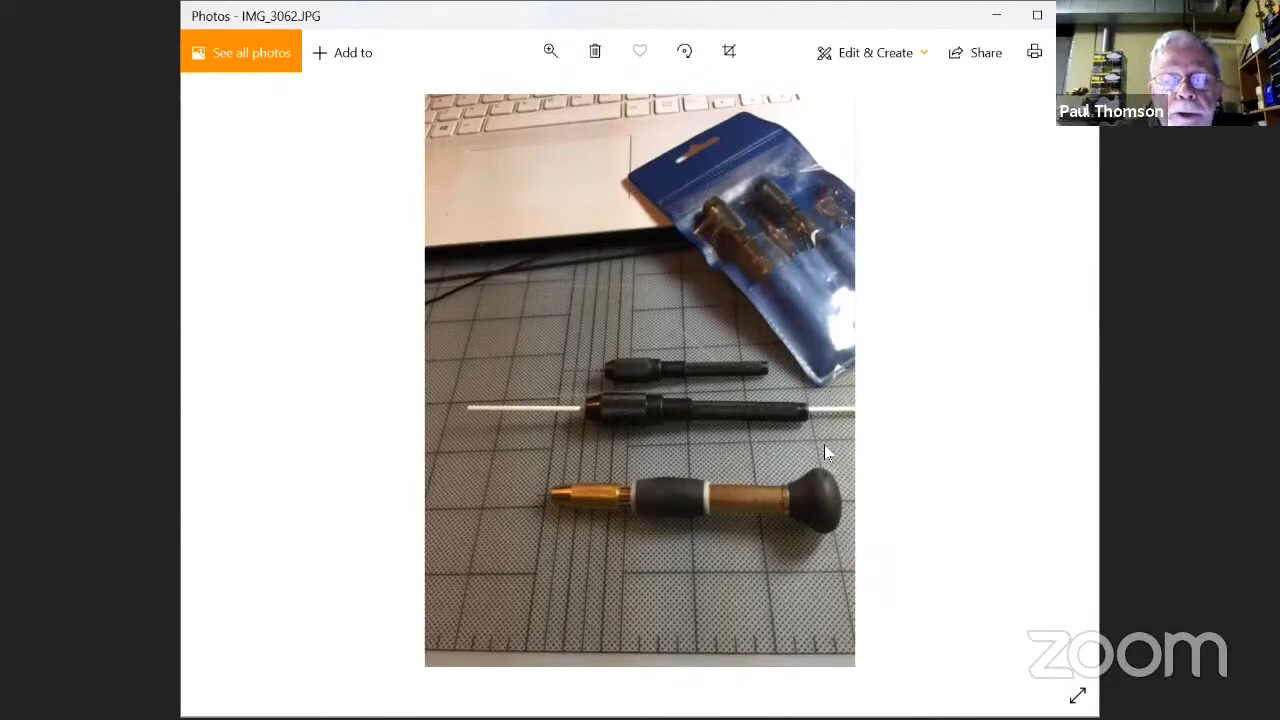 Photos - IMG_3062.JPG
See all photos
Add to
Edit & Create
Share
Paul Thomson
zoom